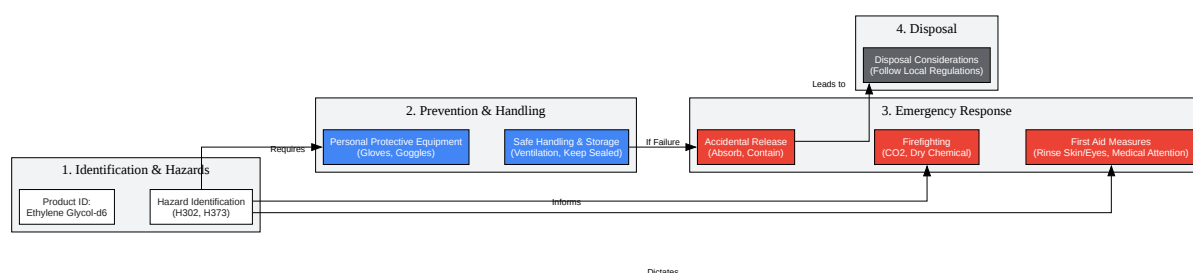 4. Disposal
Disposal Considerations
(Follow Local Regulations)
Leads to
2. Prevention & Handling
3. Emergency Response
Personal Protective Equipment
(Gloves, Goggles)
Safe Handling & Storage
(Ventilation, Keep Sealed)
If Failure
Accidental Release
(Absorb, Contain)
Firefighting
(CO2, Dry Chemical)
First Aid Measures
(Rinse Skin/Eyes, Medical Attention)
Requires
1. Identification & Hazards
Product ID:
Ethylene Glycol-d6
Hazard Identification
(H302, H373)
Informs
Dictates